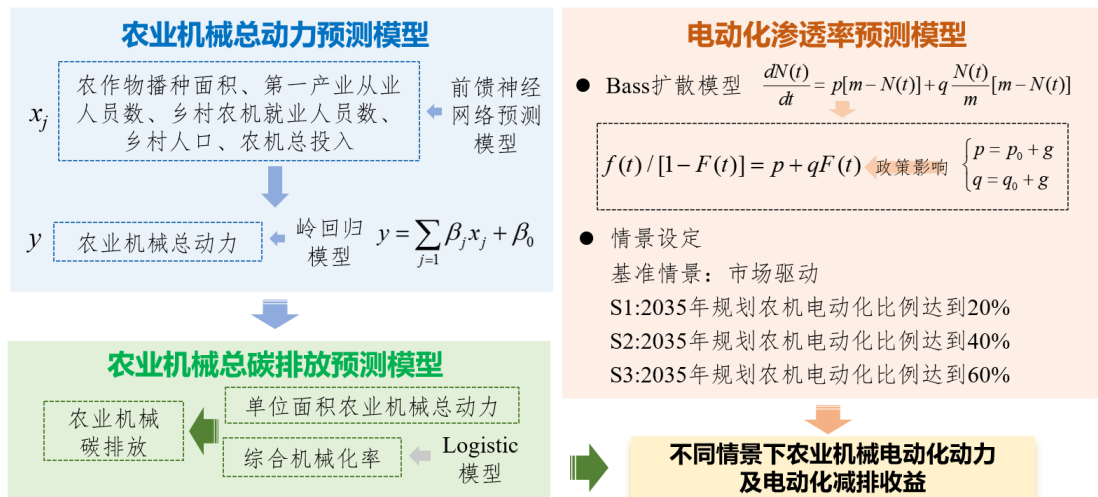 农业机械总动力预测模型
x_j
农作物播种面积、第一产业从业
人员数、乡村农机就业人员数、
乡村人口、农机总投入
前馈神经
网络预测
模型
y
农业机械总动力
岭回归
模型
y = ∑_{j=1} β_j x_j + β_0
农业机械总碳排放预测模型
农业机械
碳排放
单位面积农业机械总动力
综合机械化率
Logistic
模型
电动化渗透率预测模型
● Bass扩散模型 dN(t)/dt = p[m−N(t)]+q N(t)/m [m−N(t)]
f(t)/[1−F(t)] = p+qF(t)
政策影响
{p = p_0 + g
q = q_0 + g
● 情景设定
基准情景：市场驱动
S1:2035年规划农机电动化比例达到20%
S2:2035年规划农机电动化比例达到40%
S3:2035年规划农机电动化比例达到60%
不同情景下农业机械电动化动力
及电动化减排收益